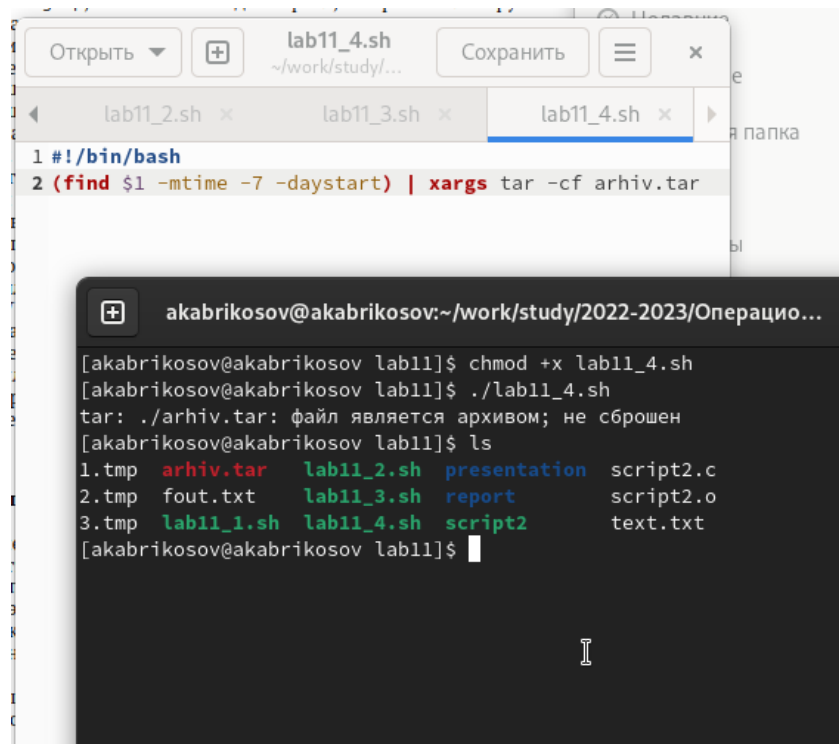 Открыть
lab11_4.sh
~/work/study/...
Сохранить
lab11_2.sh × lab11_3.sh × lab11_4.sh ×
я папка
1 #!/bin/bash
2 (find $1 -mtime -7 -daystart) | xargs tar -cf arhiv.tar
akabrikosov@akabrikosov:~/work/study/2022-2023/Операцио...
[akabrikosov@akabrikosov lab11]$ chmod +x lab11_4.sh
[akabrikosov@akabrikosov lab11]$ ./lab11_4.sh
tar: ./arhiv.tar: файл является архивом; не сброшен
[akabrikosov@akabrikosov lab11]$ ls
1.tmp arhiv.tar lab11_2.sh presentation script2.c
2.tmp fout.txt lab11_3.sh report script2.o
3.tmp lab11_1.sh lab11_4.sh script2 text.txt
[akabrikosov@akabrikosov lab11]$